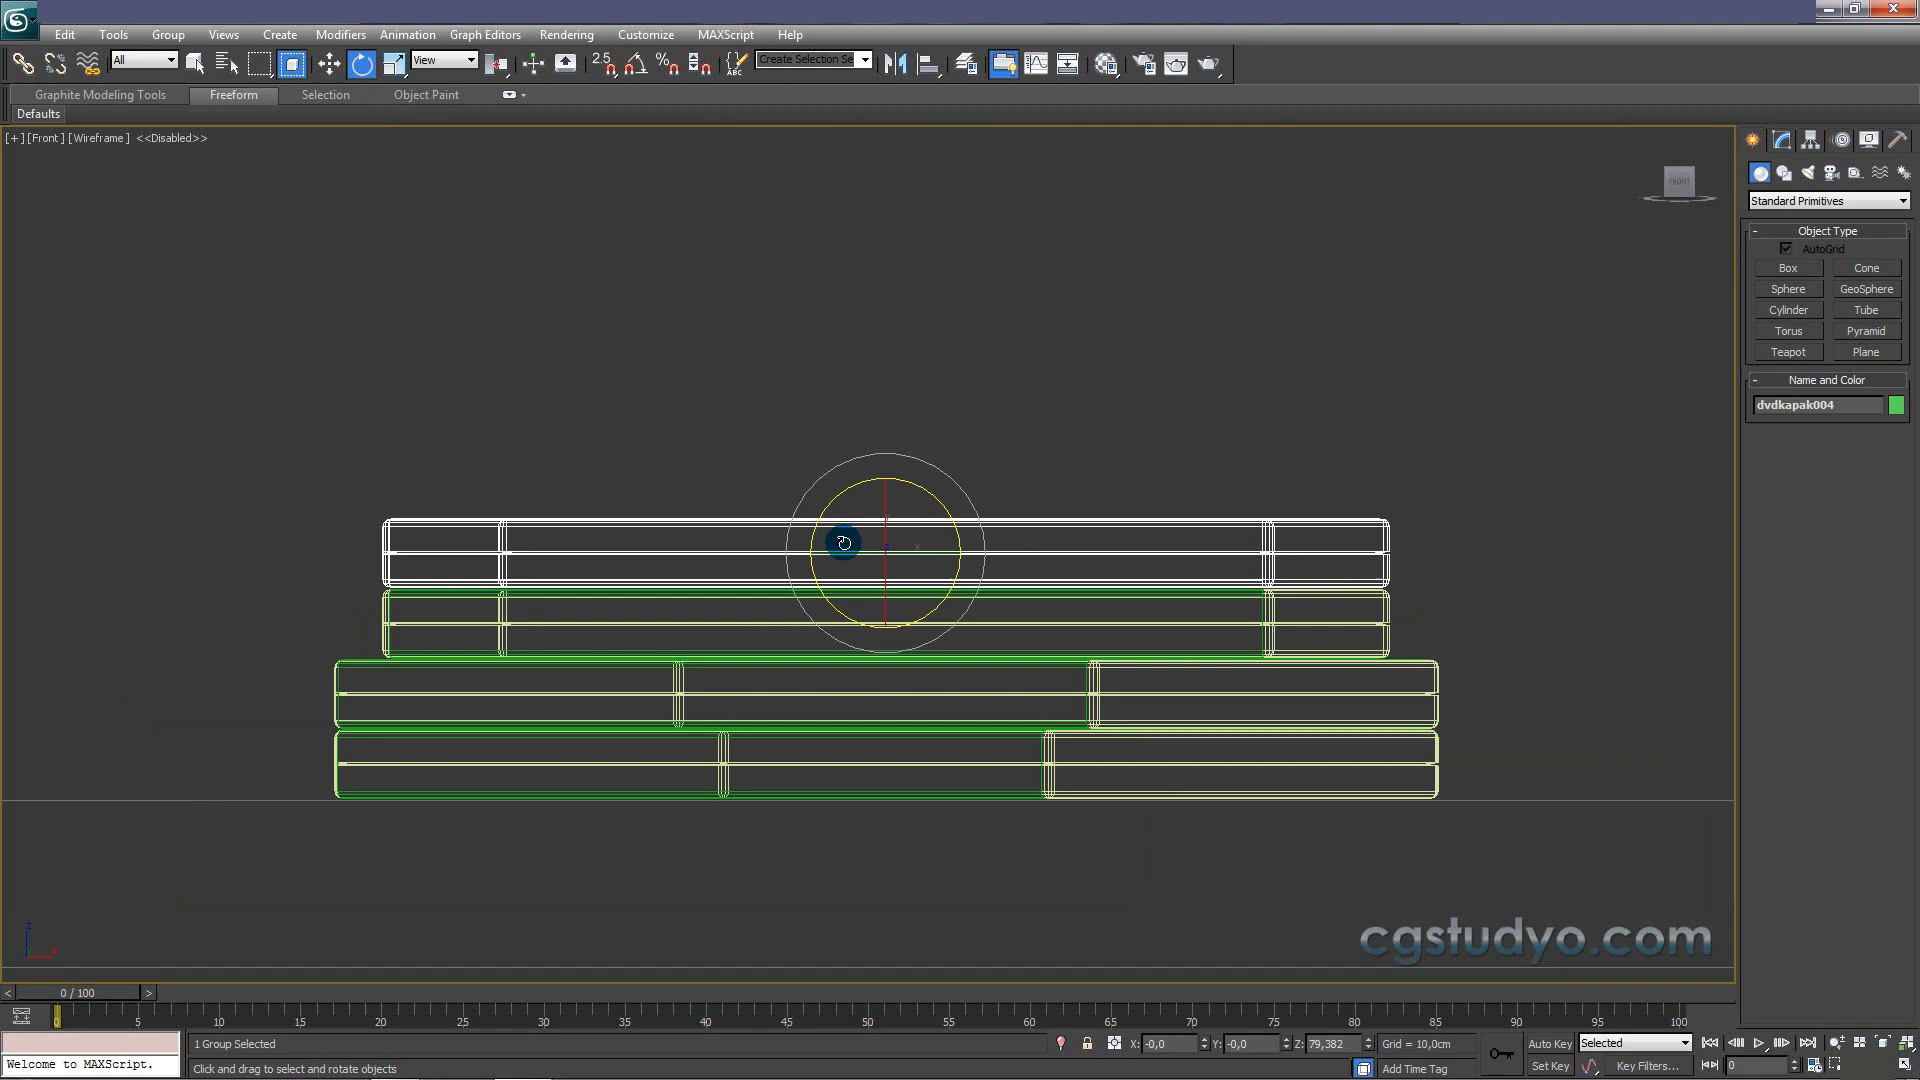 Edit Tools Group Views Create Modifiers Animation Graph Editors Rendering Customize MAXScript Help
All View 2.5 % ABC Create Selection Se
Graphite Modeling Tools Freeform Selection Object Paint
Defaults
[+] [Front] [Wireframe] <<Disabled>>
FRONT
Standard Primitives
- Object Type
AutoGrid
Box Cone
Sphere GeoSphere
Cylinder Tube
Torus Pyramid
Teapot Plane
- Name and Color
dvdkapak004
y
z x
z
x
cgstudyo.com
< 0 / 100 >
0 5 10 15 20 25 30 35 40 45 50 55 60 65 70 75 80 85 90 95 100
1 Group Selected X: -0,0 Y: -0,0 Z: 79,382 Grid = 10,0cm Auto Key Selected
Welcome to MAXScript. Click and drag to select and rotate objects Add Time Tag Set Key Key Filters... 0